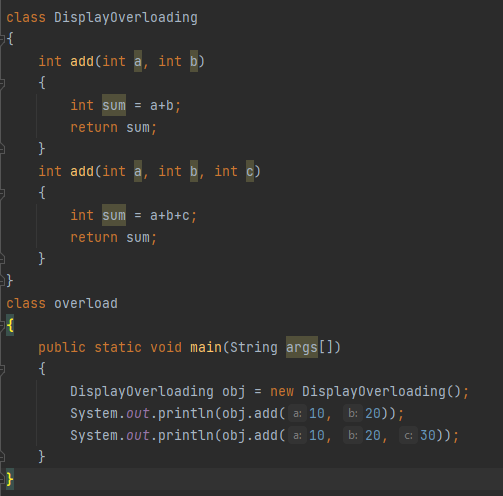 class DisplayOverloading
{
    int add(int a, int b)
    {
        int sum = a+b;
        return sum;
    }
    int add(int a, int b, int c)
    {
        int sum = a+b+c;
        return sum;
    }
}
class overload
{
    public static void main(String args[])
    {
        DisplayOverloading obj = new DisplayOverloading();
        System.out.println(obj.add( a: 10, b: 20));
        System.out.println(obj.add( a: 10, b: 20, c: 30));
    }
}